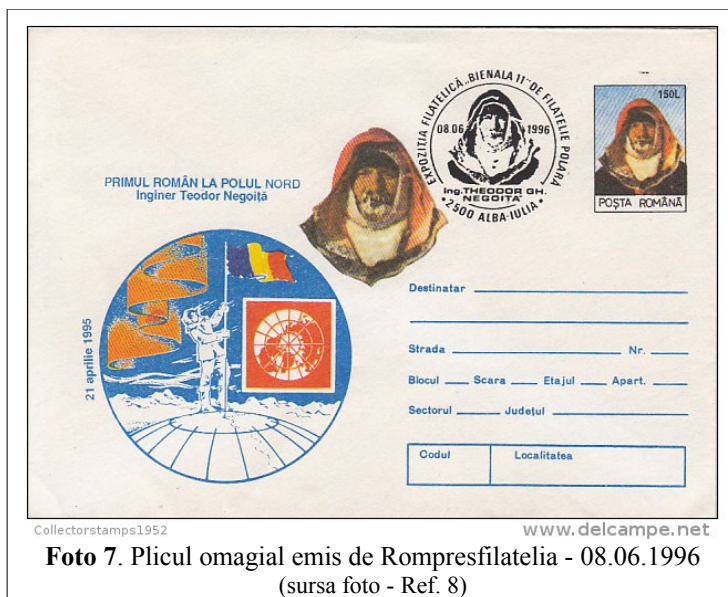 EXPOZIȚIA FILATELICĂ „BIENALA 11" DE FILATELIE POLARĂ
08.06 1996
Ing. THEODOR GH.
NEGOIȚĂ
• 2500 ALBA-IULIA •
150L
POȘTA ROMÂNĂ
PRIMUL ROMÂN LA POLUL NORD
Inginer Teodor Negoiță
21 aprilie 1995
Destinatar
Strada Nr.
Blocul Scara Etajul Apart.
Sectorul Județul
Codul Localitatea
Collectorstamps1952 www.delcampe.net
Foto 7. Plicul omagial emis de Rompresfilatelia - 08.06.1996
(sursa foto - Ref. 8)